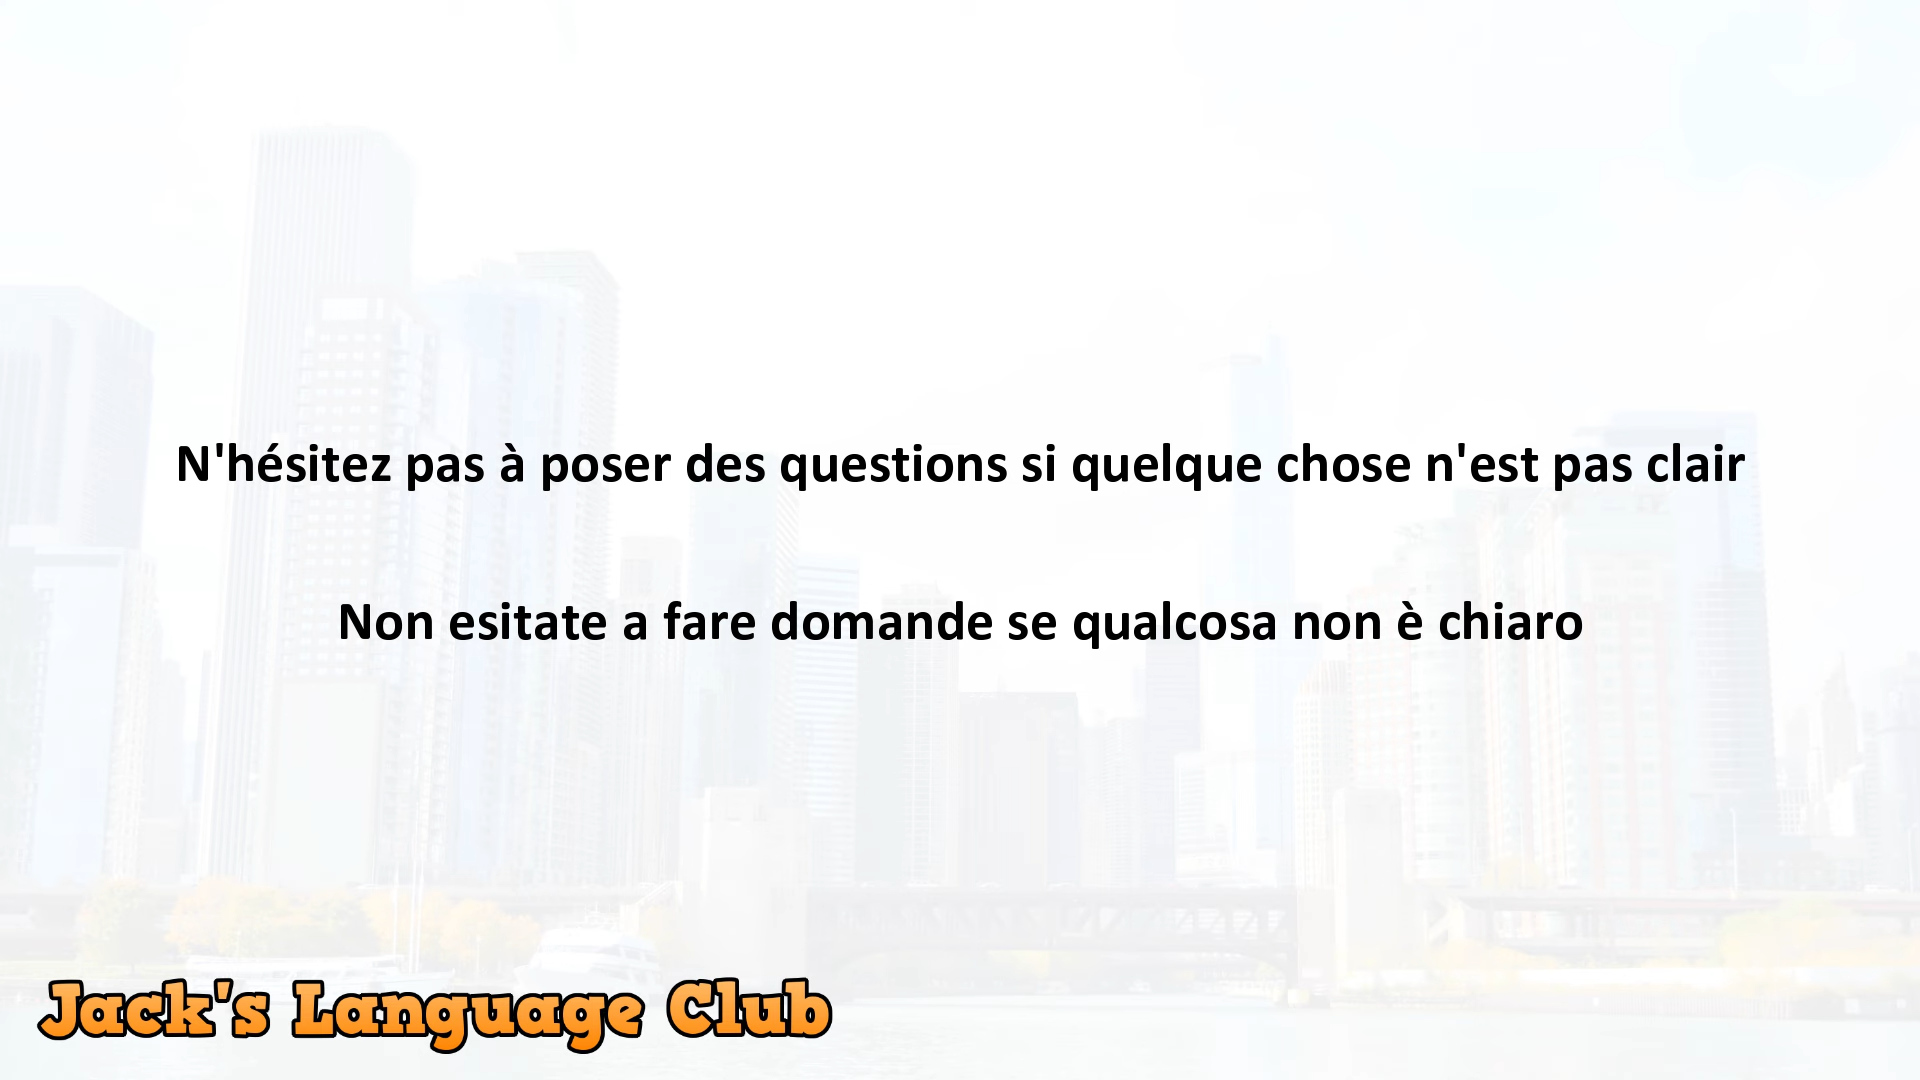 N'hésitez pas à poser des questions si quelque chose n'est pas clair
Non esitate a fare domande se qualcosa non è chiaro
Jack's Language Club